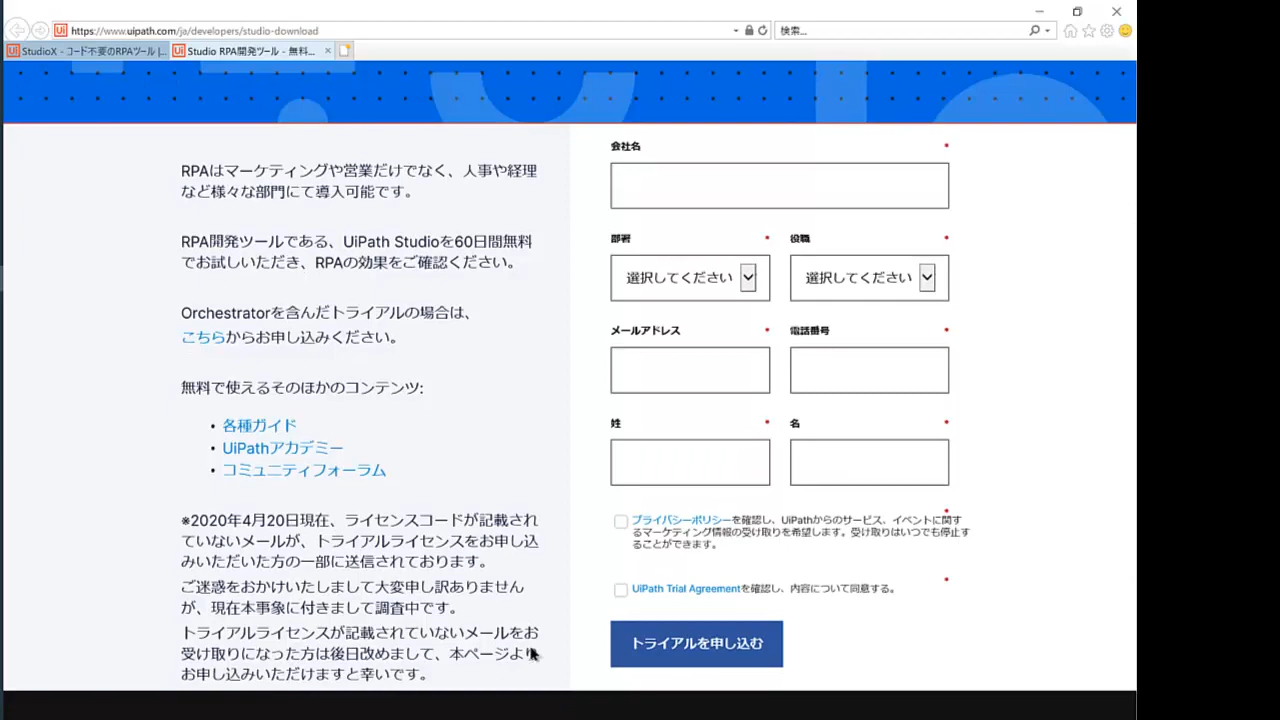 https://www.uipath.com/ja/developers/studio-download
検索...
StudioX - コード不要のRPAツール |...
Studio RPA開発ツール - 無料...
RPAはマーケティングや営業だけでなく、人事や経理
など様々な部門にて導入可能です。
RPA開発ツールである、UiPath Studioを60日間無料
でお試しいただき、RPAの効果をご確認ください。
Orchestratorを含んだトライアルの場合は、
こちらからお申し込みください。
無料で使えるそのほかのコンテンツ:
• 各種ガイド
• UiPathアカデミー
• コミュニティフォーラム
※2020年4月20日現在、ライセンスコードが記載され
ていないメールが、トライアルライセンスをお申し込
みいただいた方の一部に送信されております。
ご迷惑をおかけいたしまして大変申し訳ありません
が、現在本事象に付きまして調査中です。
トライアルライセンスが記載されていないメールをお
受け取りになった方は後日改めまして、本ページより
お申し込みいただけますと幸いです。
会社名 *
部署 * 役職 *
選択してください 選択してください
メールアドレス * 電話番号 *
姓 * 名 *
プライバシーポリシーを確認し、UiPathからのサービス、イベントに関す *
るマーケティング情報の受け取りを希望します。受け取りはいつでも停止す
ることができます。
UiPath Trial Agreementを確認し、内容について同意する。 *
トライアルを申し込む